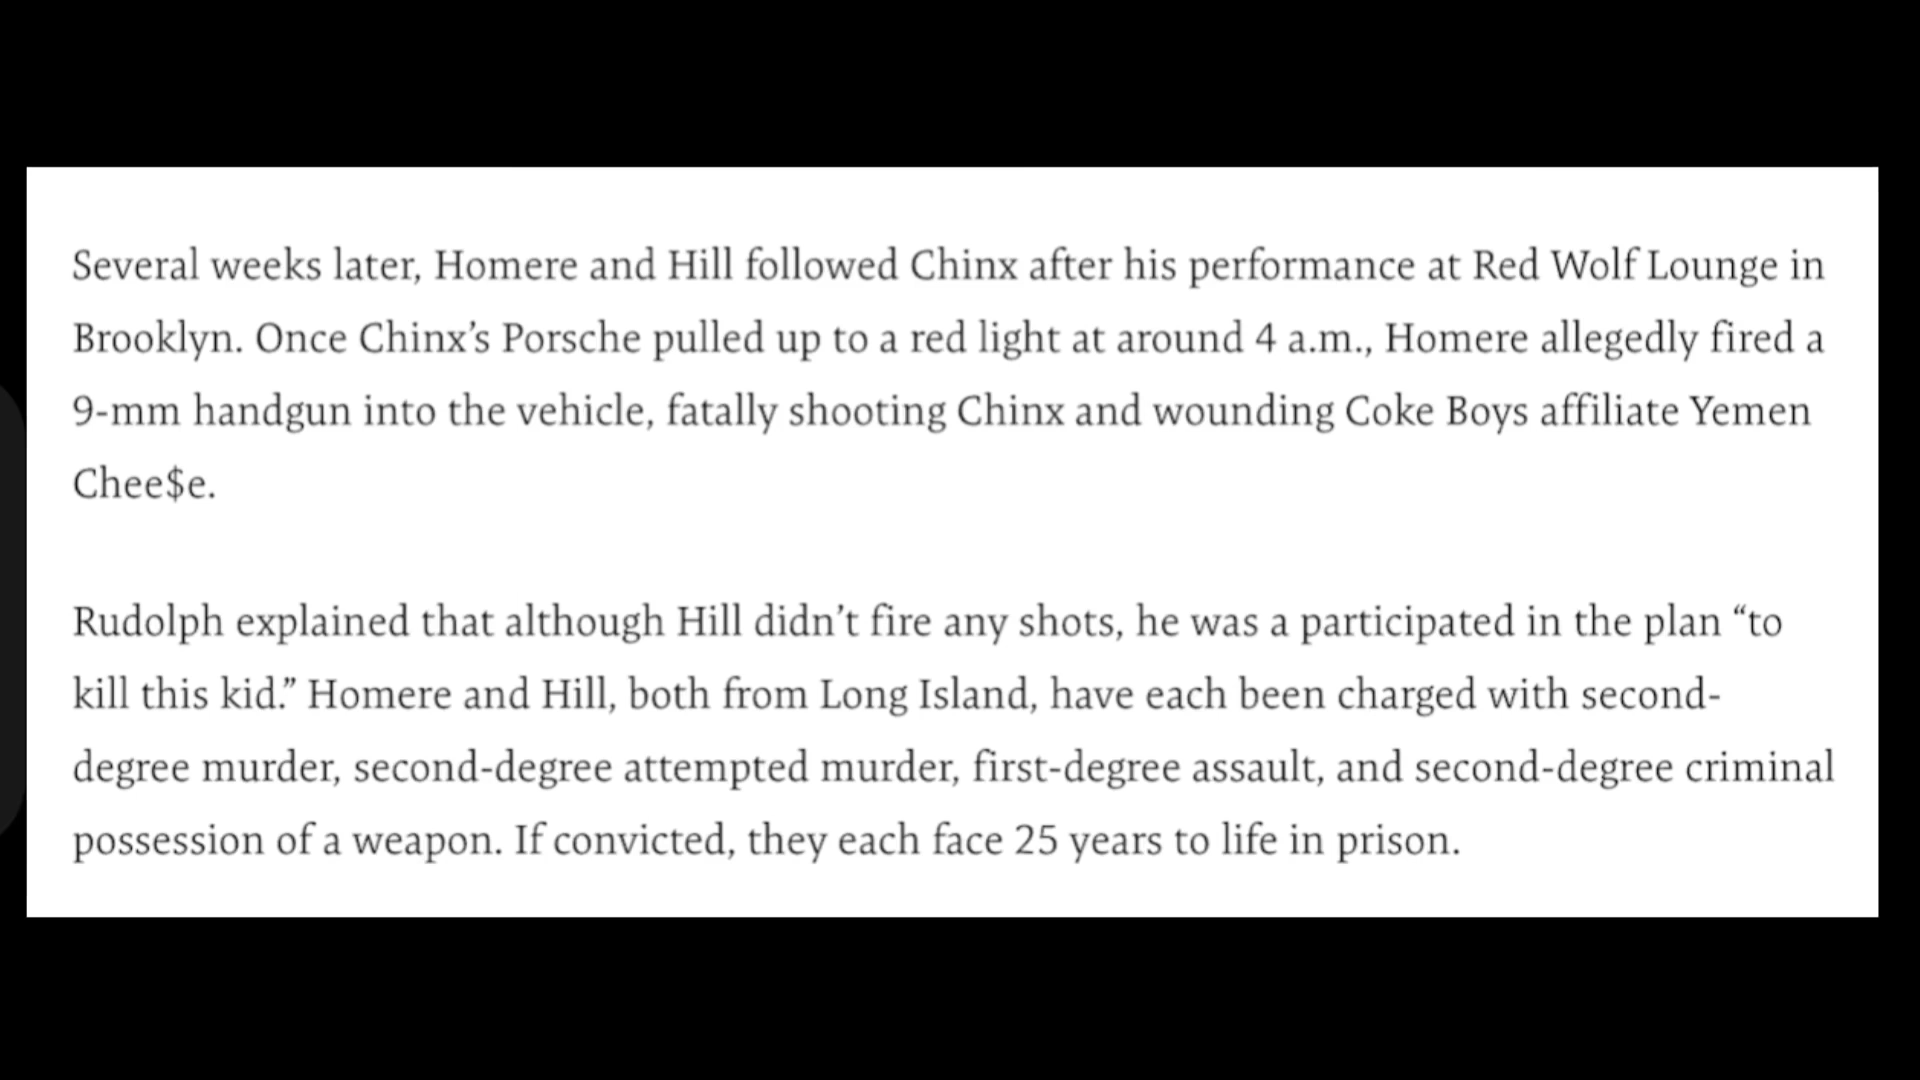 Several weeks later, Homere and Hill followed Chinx after his performance at Red Wolf Lounge in
Brooklyn. Once Chinx’s Porsche pulled up to a red light at around 4 a.m., Homere allegedly fired a
9-mm handgun into the vehicle, fatally shooting Chinx and wounding Coke Boys affiliate Yemen
Chee$e.
Rudolph explained that although Hill didn’t fire any shots, he was a participated in the plan “to
kill this kid.” Homere and Hill, both from Long Island, have each been charged with second-
degree murder, second-degree attempted murder, first-degree assault, and second-degree criminal
possession of a weapon. If convicted, they each face 25 years to life in prison.